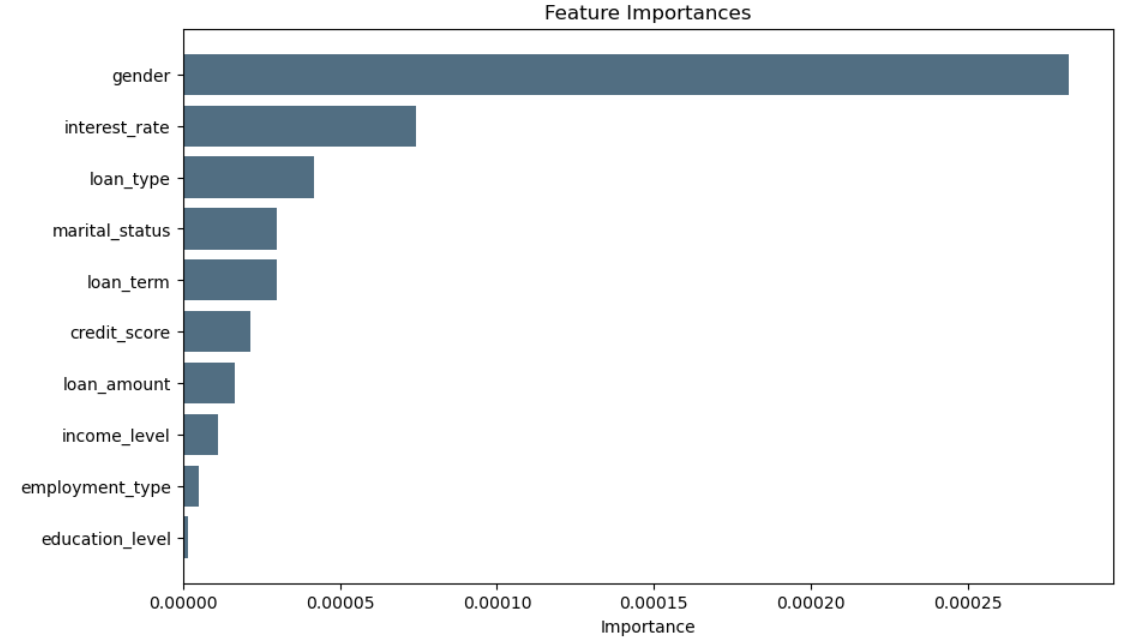 Feature Importances
gender
interest_rate
loan_type
marital_status
loan_term
credit_score
loan_amount
income_level
employment_type
education_level
0.00000 0.00005 0.00010 0.00015 0.00020 0.00025
Importance